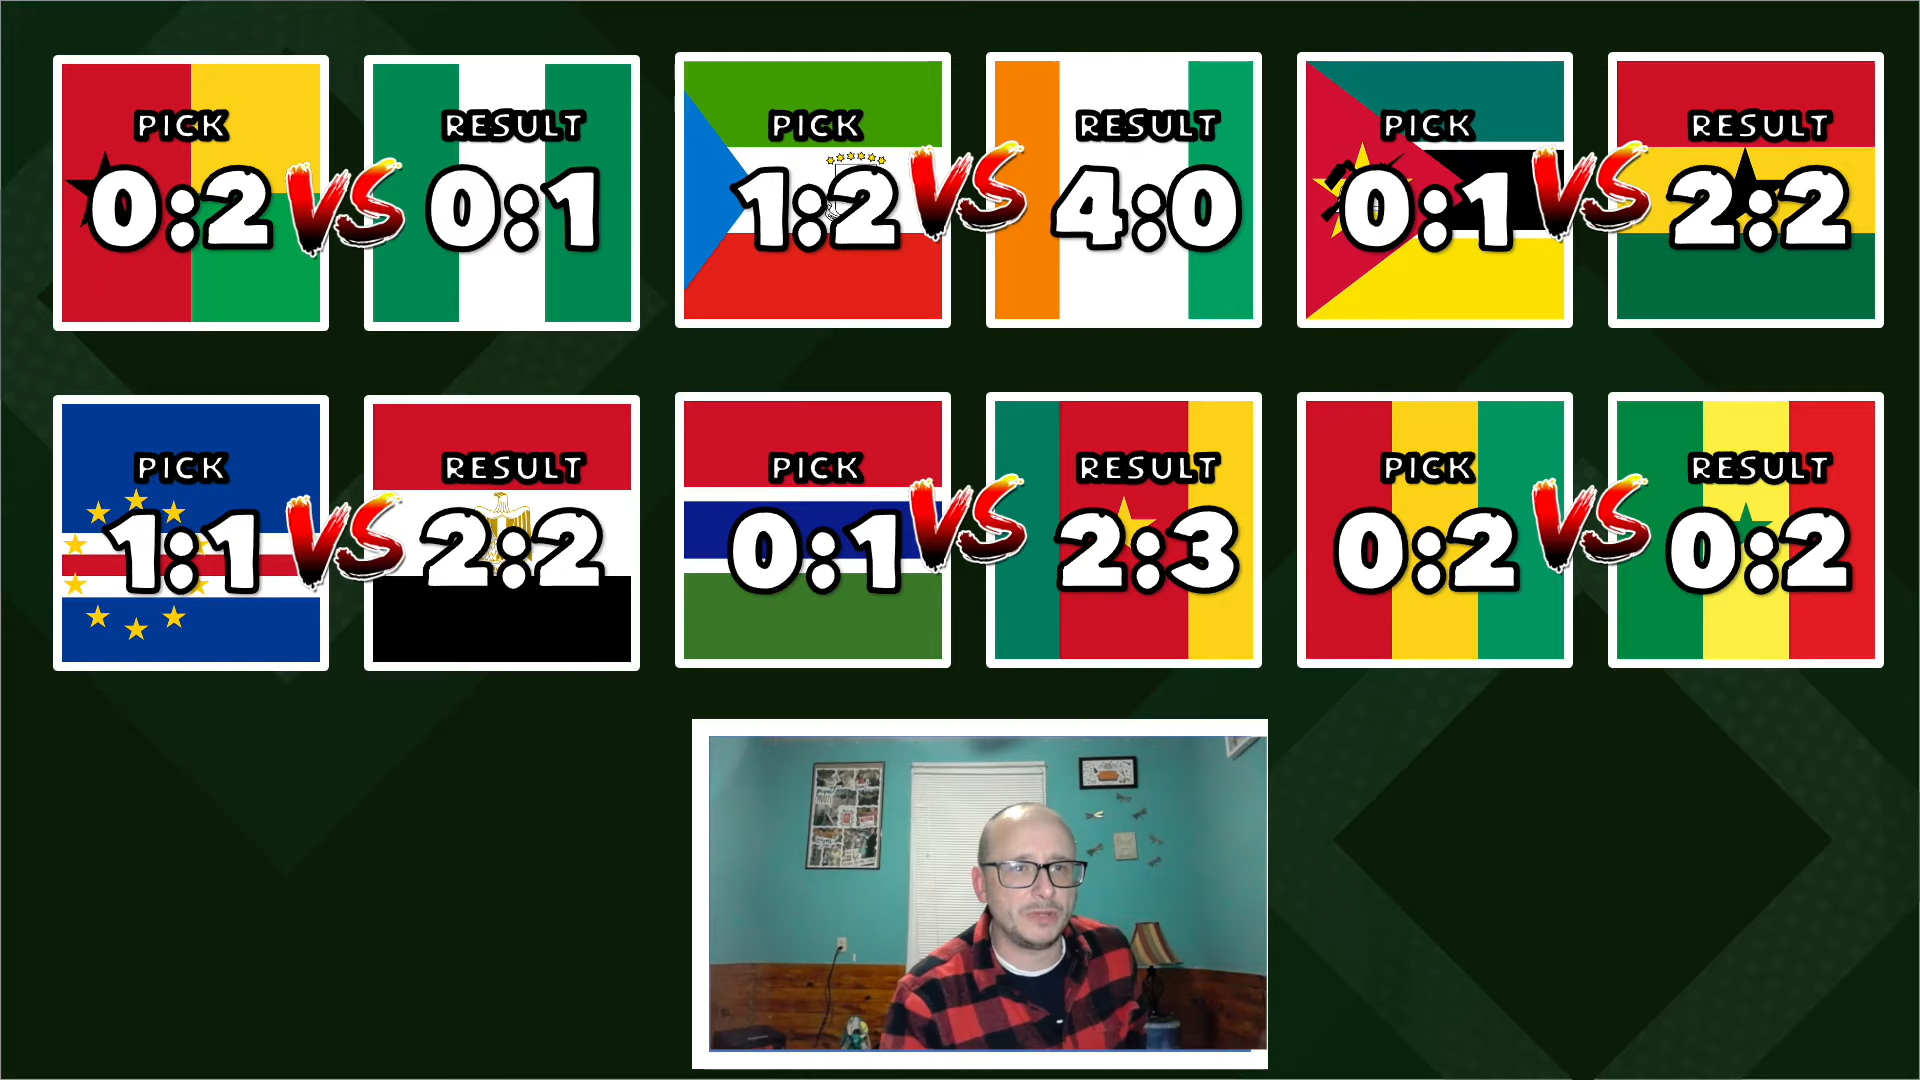 PICK
0:2
VS
RESULT
0:1
PICK
1:2
VS
RESULT
4:0
PICK
0:1
VS
RESULT
2:2
PICK
1:1
VS
RESULT
2:2
PICK
0:1
VS
RESULT
2:3
PICK
0:2
VS
RESULT
0:2